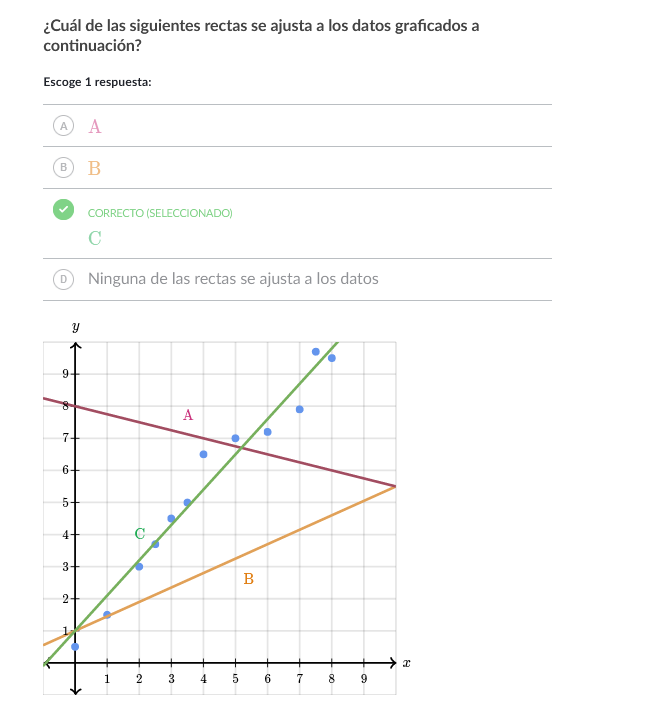 ¿Cuál de las siguientes rectas se ajusta a los datos graficados a
continuación?
Escoge 1 respuesta:
A A
B B
CORRECTO (SELECCIONADO)
C
D Ninguna de las rectas se ajusta a los datos
y
9
8
A
7
6
5
4
C
3
B
2
1
x
1 2 3 4 5 6 7 8 9